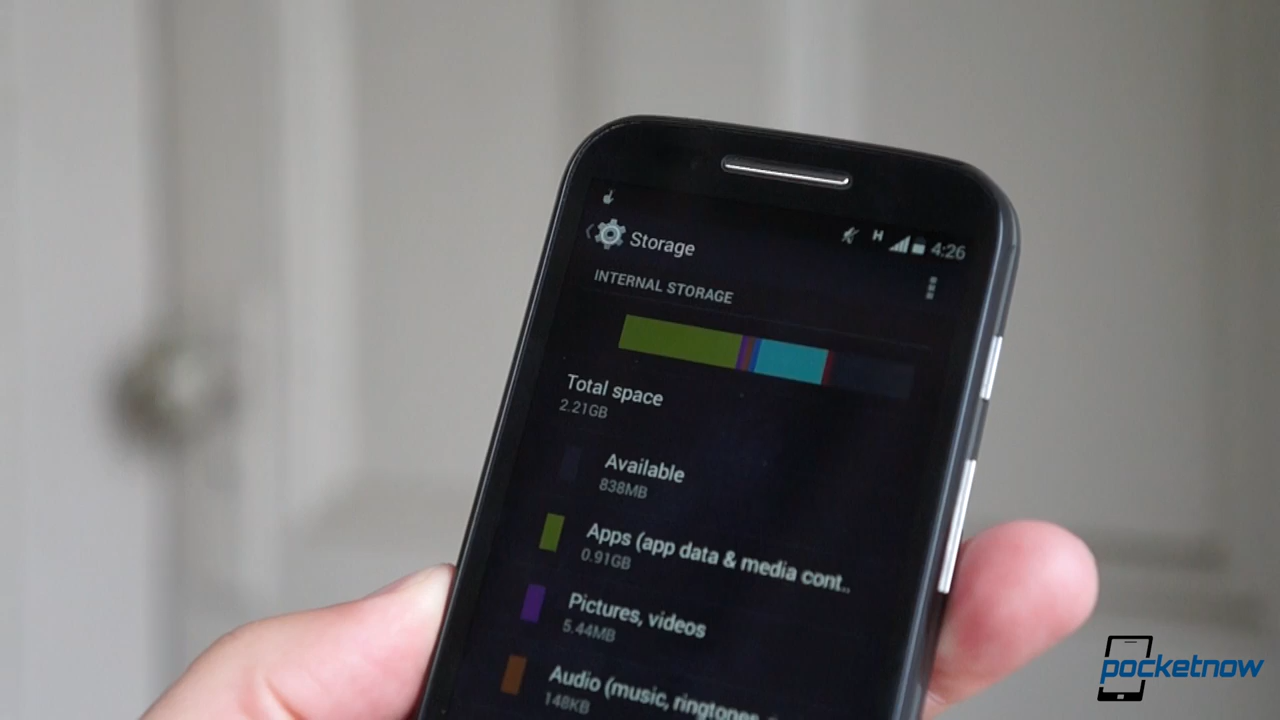 H 4:26
Storage
INTERNAL STORAGE
Total space
2.21GB
Available
838MB
Apps (app data & media cont..
0.91GB
Pictures, videos
5.44MB
Audio (music, ringtones
148KB
pocketnow